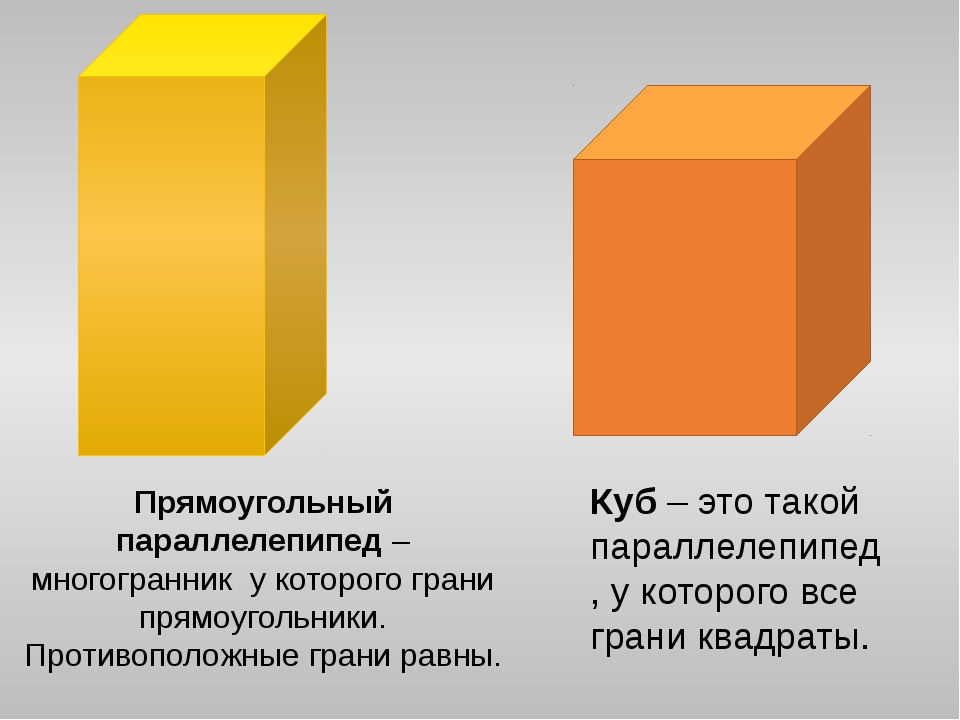 Прямоугольный
параллелепипед –
многогранник  у которого грани
прямоугольники.
Противоположные грани равны.
Куб – это такой
параллелепипед
, у которого все
грани квадраты.